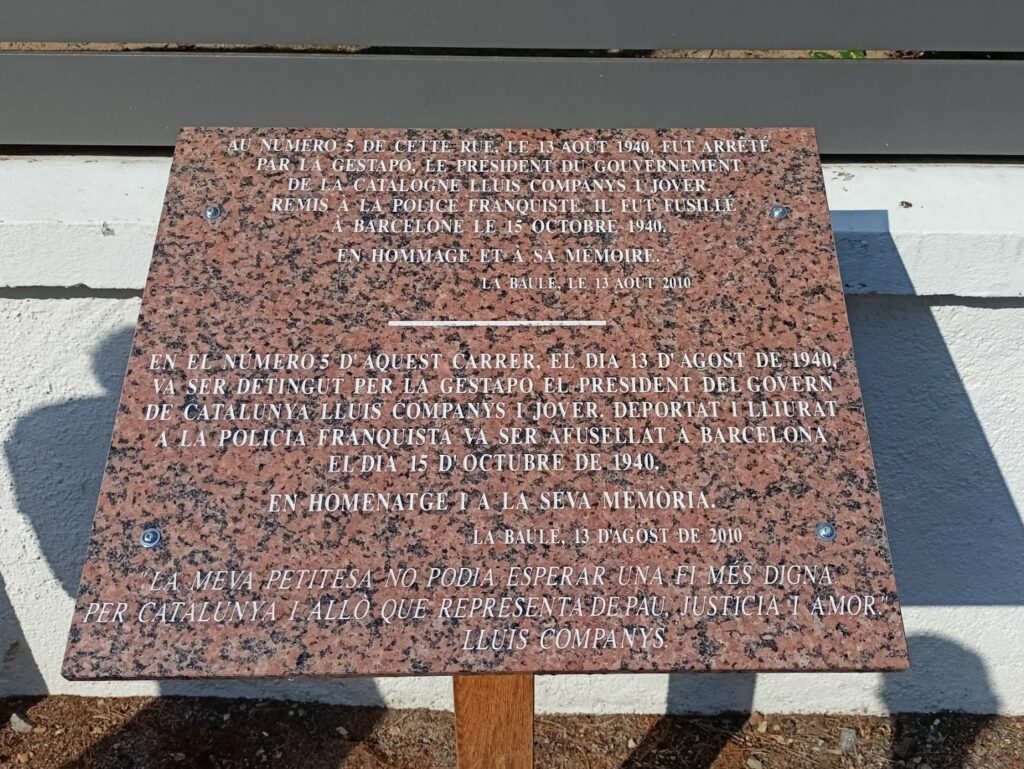 AU NUMERO 5 DE CETTE RUE, LE 13 AOUT 1940, FUT ARRÊTÉ
PAR LA GESTAPO, LE PRÉSIDENT DU GOUVERNEMENT
DE LA CATALOGNE LLUIS COMPANYS I JOVER.
REMIS A LA POLICE FRANQUISTE, IL FUT FUSILLÉ
À BARCELONE LE 15 OCTOBRE 1940.
EN HOMMAGE ET À SA MÉMOIRE.
LA BAULE, LE 13 AOUT 2010
EN EL NÚMERO 5 D'AQUEST CARRER, EL DIA 13 D'AGOST DE 1940,
VA SER DETINGUT PER LA GESTAPO EL PRESIDENT DEL GOVERN
DE CATALUNYA LLUIS COMPANYS I JOVER, DEPORTAT I LLIURAT
A LA POLICIA FRANQUISTA VA SER AFUSELLAT A BARCELONA
EL DIA 15 D'OCTUBRE DE 1940.
EN HOMENATGE I A LA SEVA MEMÒRIA.
LA BAULE, 13 D'AGOST DE 2010
"LA MEVA PETITESA NO PODIA ESPERAR UNA FI MÉS DIGNA
PER CATALUNYA I ALLÒ QUE REPRESENTA DE PAU, JUSTICIA I AMOR."
LLUIS COMPANYS.